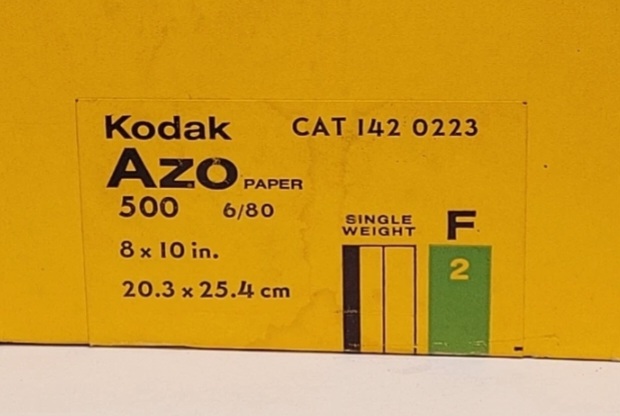 Kodak CAT 142 0223
AZO PAPER
500 6/80
8 x 10 in.
20.3 x 25.4 cm
SINGLE
WEIGHT
F
2